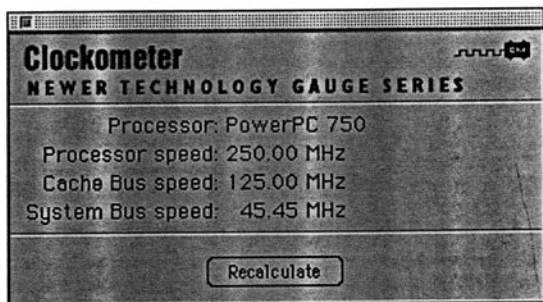 Clockometer
CM
NEWER TECHNOLOGY GAUGE SERIES
Processor: PowerPC 750
Processor speed: 250.00 MHz
Cache Bus speed: 125.00 MHz
System Bus speed: 45.45 MHz
Recalculate